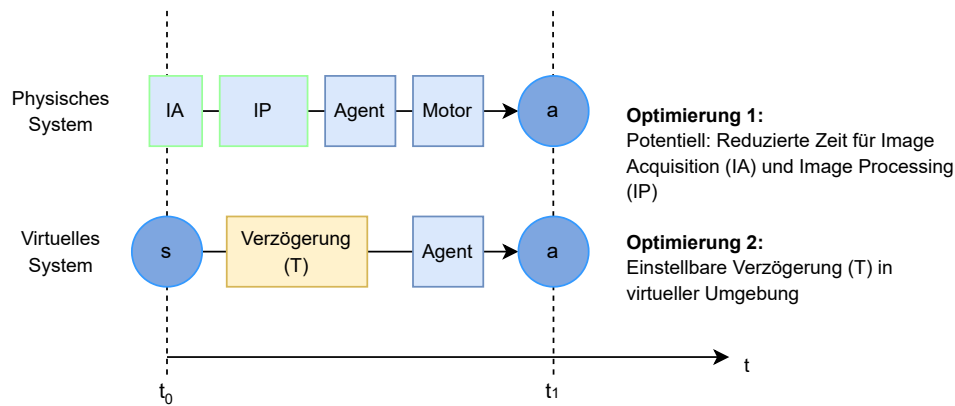 Physisches
System
IA
IP
Agent
Motor
a
Optimierung 1:
Potentiell: Reduzierte Zeit für Image
Acquisition (IA) und Image Processing
(IP)
Virtuelles
System
s
Verzögerung
(T)
Agent
a
Optimierung 2:
Einstellbare Verzögerung (T) in
virtueller Umgebung
t
t0
t1